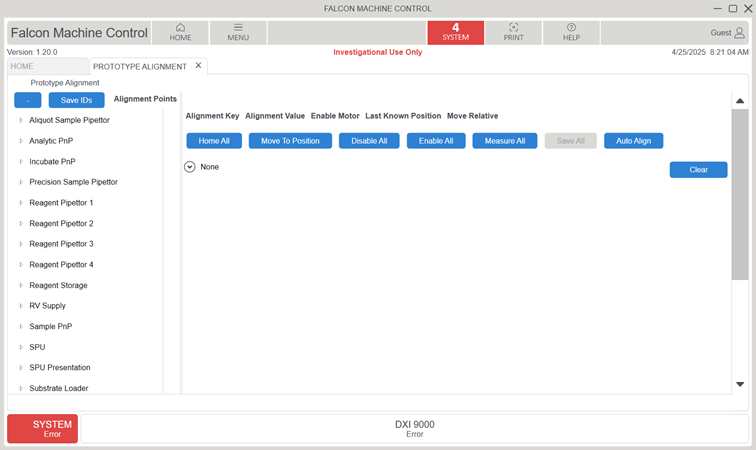 FALCON MACHINE CONTROL
Falcon Machine Control
HOME
MENU
4
SYSTEM
PRINT
HELP
Guest
Version: 1.20.0
Investigational Use Only
4/25/2025 8:21:04 AM
HOME
PROTOTYPE ALIGNMENT X
Prototype Alignment
-
Save IDs
Alignment Points
Alignment Key Alignment Value Enable Motor Last Known Position Move Relative
Home All
Move To Position
Disable All
Enable All
Measure All
Save All
Auto Align
None
Clear
Aliquot Sample Pipettor
Analytic PnP
Incubate PnP
Precision Sample Pipettor
Reagent Pipettor 1
Reagent Pipettor 2
Reagent Pipettor 3
Reagent Pipettor 4
Reagent Storage
RV Supply
Sample PnP
SPU
SPU Presentation
Substrate Loader
SYSTEM
Error
DXI 9000
Error